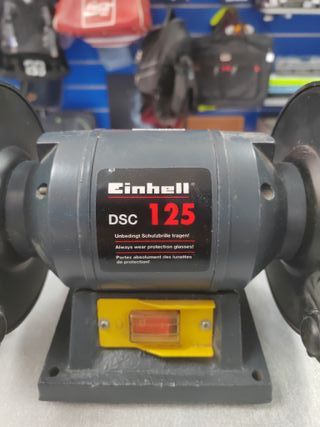 Einhell
DSC 125
Unbedingt Schutzbrille tragen!
Always wear protection glasses!
Portez absolument des lunettes
de protection!